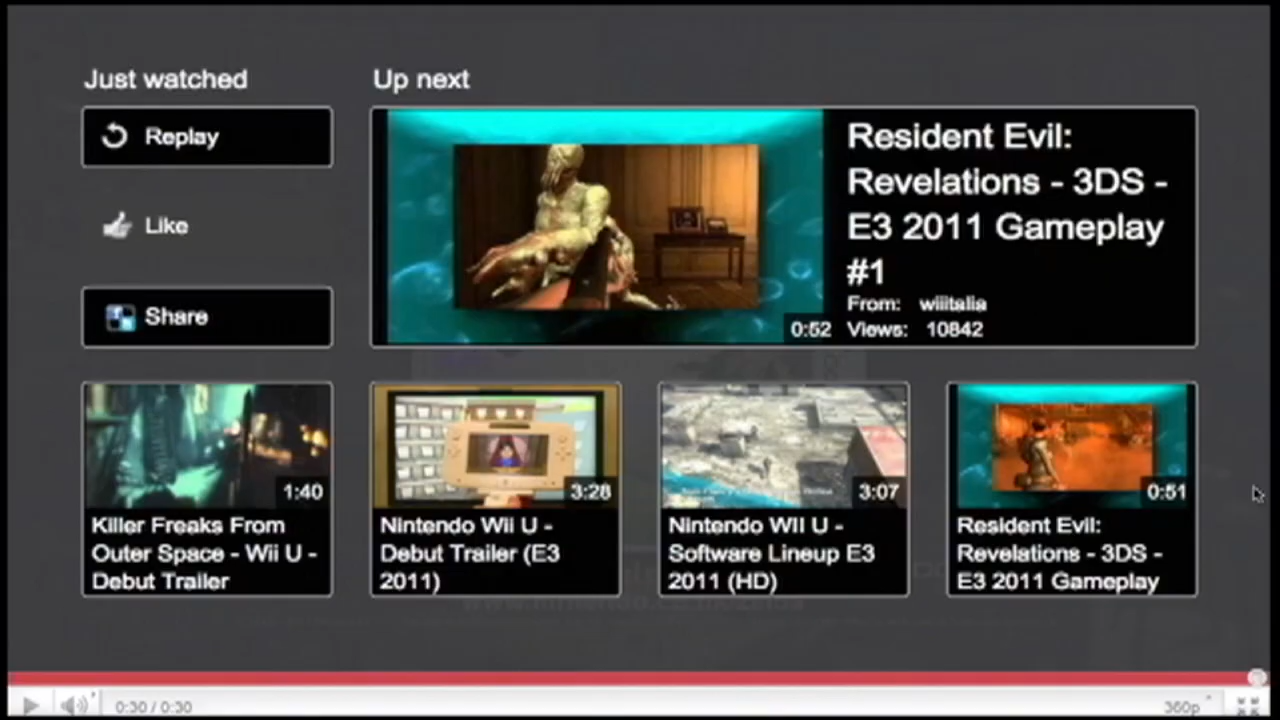 Just watched
Up next
Replay
Like
Share
Resident Evil:
Revelations - 3DS -
E3 2011 Gameplay
#1
From: wiiitalia
Views: 10842
0:52
1:40
Killer Freaks From
Outer Space - Wii U -
Debut Trailer
3:28
Nintendo Wii U -
Debut Trailer (E3
2011)
3:07
Nintendo WII U -
Software Lineup E3
2011 (HD)
0:51
Resident Evil:
Revelations - 3DS -
E3 2011 Gameplay
0:30 / 0:30
360p